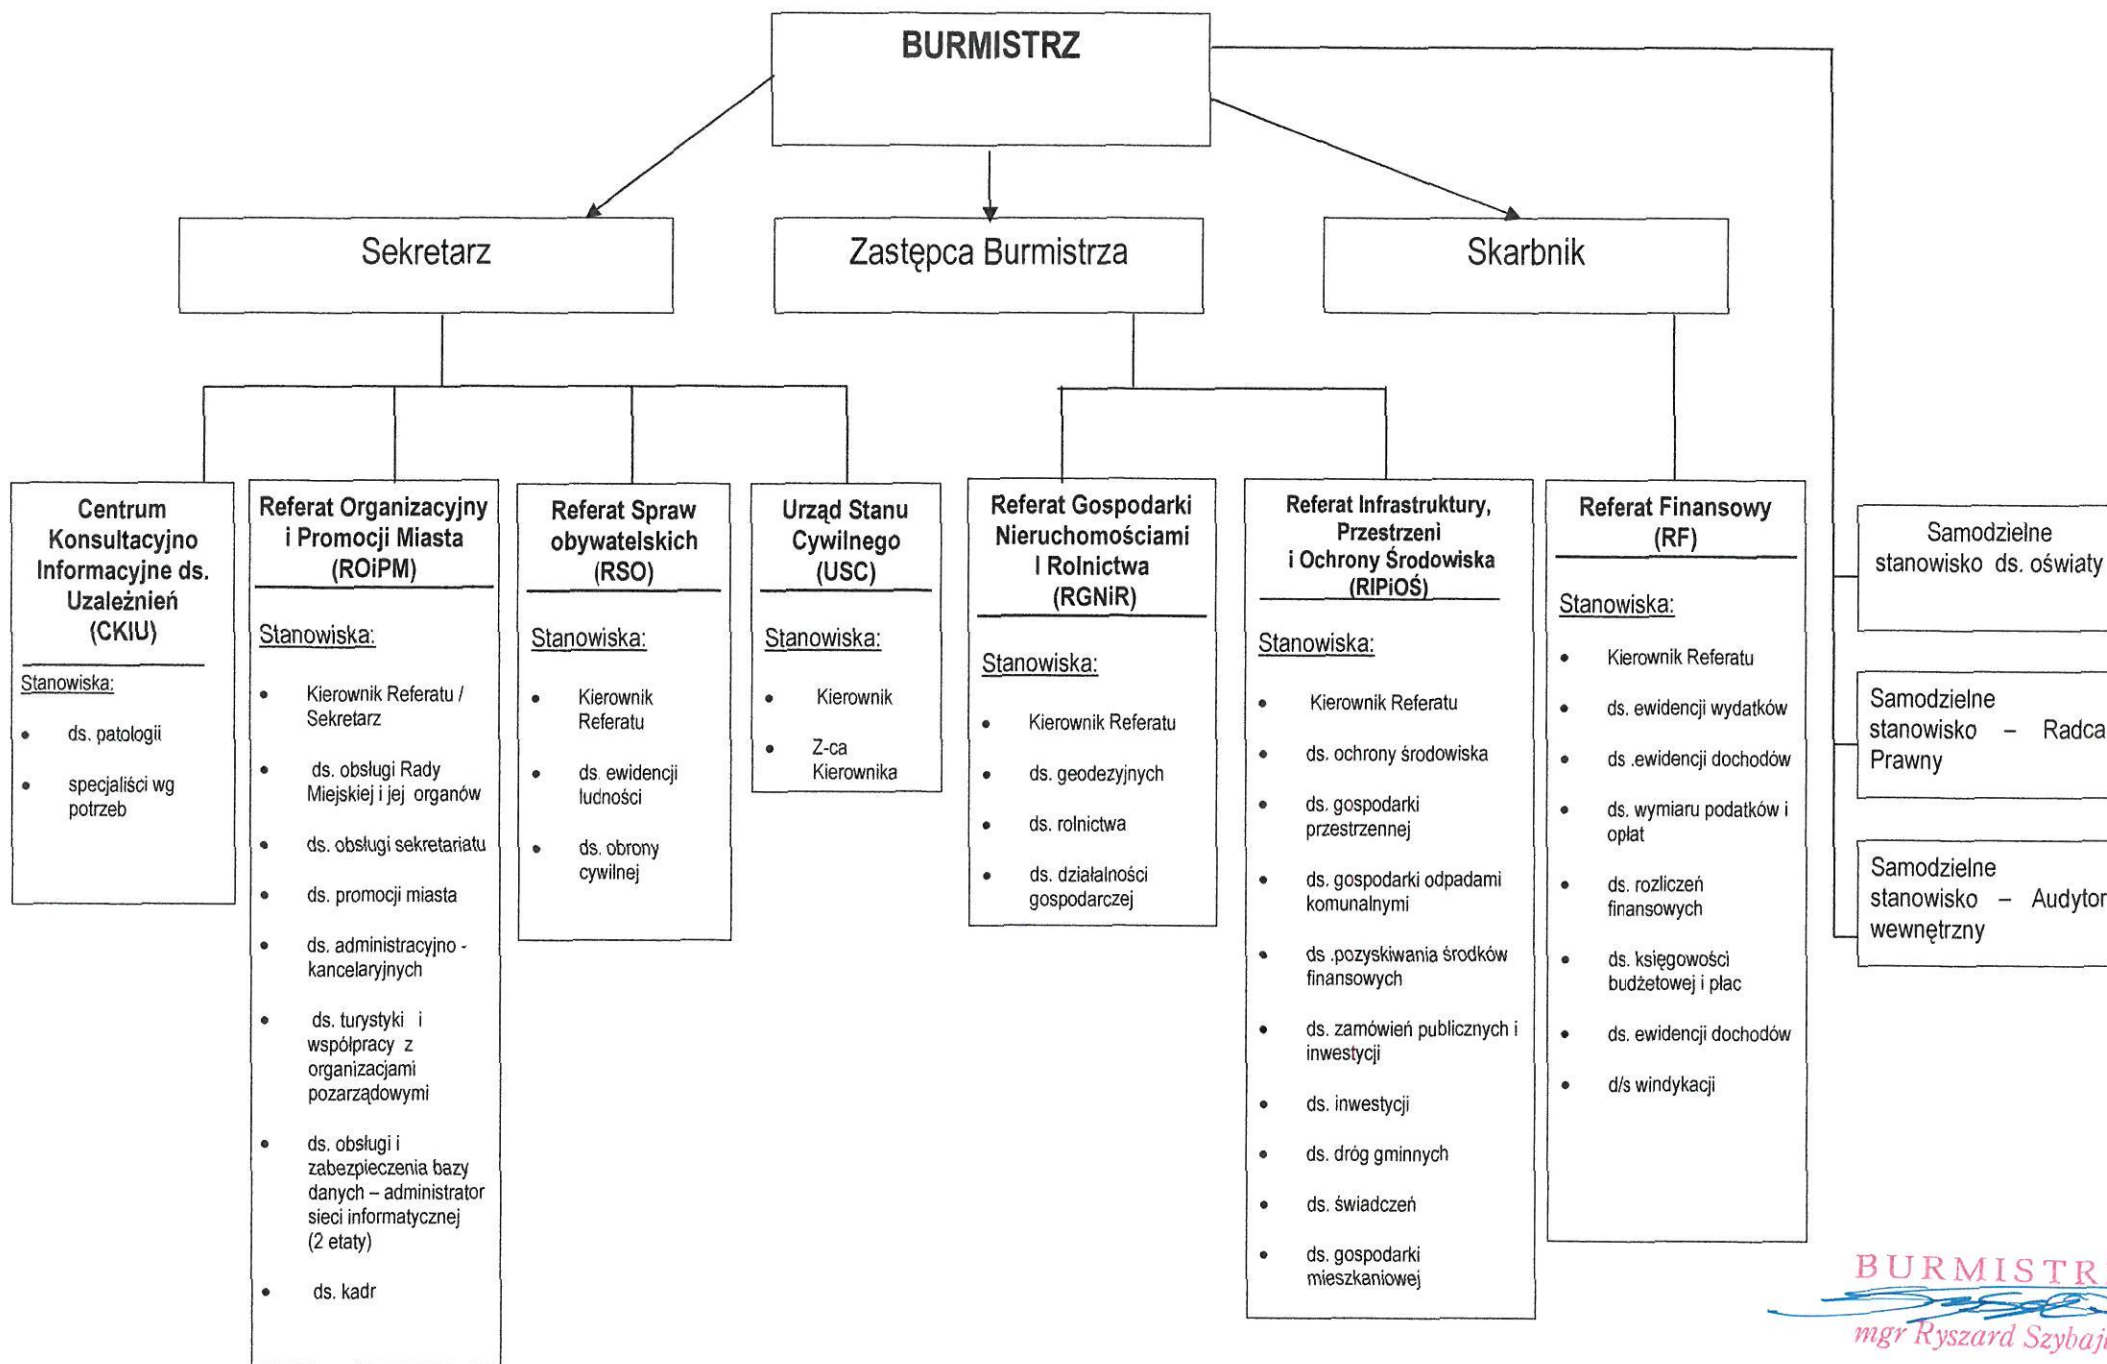 BURMISTRZ
Sekretarz
Zastępca Burmistrza
Skarbnik
Centrum
Konsultacyjno
Informacyjne ds.
Uzależnień
(CKIU)
Stanowiska:
• ds. patologii
• specjaliści wg
potrzeb
Referat Organizacyjny
i Promocji Miasta
(ROiPM)
Stanowiska:
• Kierownik Referatu /
Sekretarz
• ds. obsługi Rady
Miejskiej i jej organów
• ds. obsługi sekretariatu
• ds. promocji miasta
• ds. administracyjno -
kancelaryjnych
• ds. turystyki i
współpracy z
organizacjami
pozarządowymi
• ds. obsługi i
zabezpieczenia bazy
danych – administrator
sieci informatycznej
(2 etaty)
• ds. kadr
Referat Spraw
obywatelskich
(RSO)
Stanowiska:
• Kierownik
Referatu
• ds. ewidencji
ludności
• ds. obrony
cywilnej
Urząd Stanu
Cywilnego
(USC)
Stanowiska:
• Kierownik
• Z-ca
Kierownika
Referat Gospodarki
Nieruchomościami
I Rolnictwa
(RGNiR)
Stanowiska:
• Kierownik Referatu
• ds. geodezyjnych
• ds. rolnictwa
• ds. działalności
gospodarczej
Referat Infrastruktury,
Przestrzeni
i Ochrony Środowiska
(RIPiOŚ)
Stanowiska:
• Kierownik Referatu
• ds. ochrony środowiska
• ds. gospodarki
przestrzennej
• ds. gospodarki odpadami
komunalnymi
• ds .pozyskiwania środków
finansowych
• ds. zamówień publicznych i
inwestycji
• ds. inwestycji
• ds. dróg gminnych
• ds. świadczeń
• ds. gospodarki
mieszkaniowej
Referat Finansowy
(RF)
Stanowiska:
• Kierownik Referatu
• ds. ewidencji wydatków
• ds .ewidencji dochodów
• ds. wymiaru podatków i
opłat
• ds. rozliczeń
finansowych
• ds. księgowości
budżetowej i płac
• ds. ewidencji dochodów
• d/s windykacji
Samodzielne
stanowisko ds. oświaty
Samodzielne
stanowisko – Radca
Prawny
Samodzielne
stanowisko – Audytor
wewnętrzny
BURMISTR
mgr Ryszard